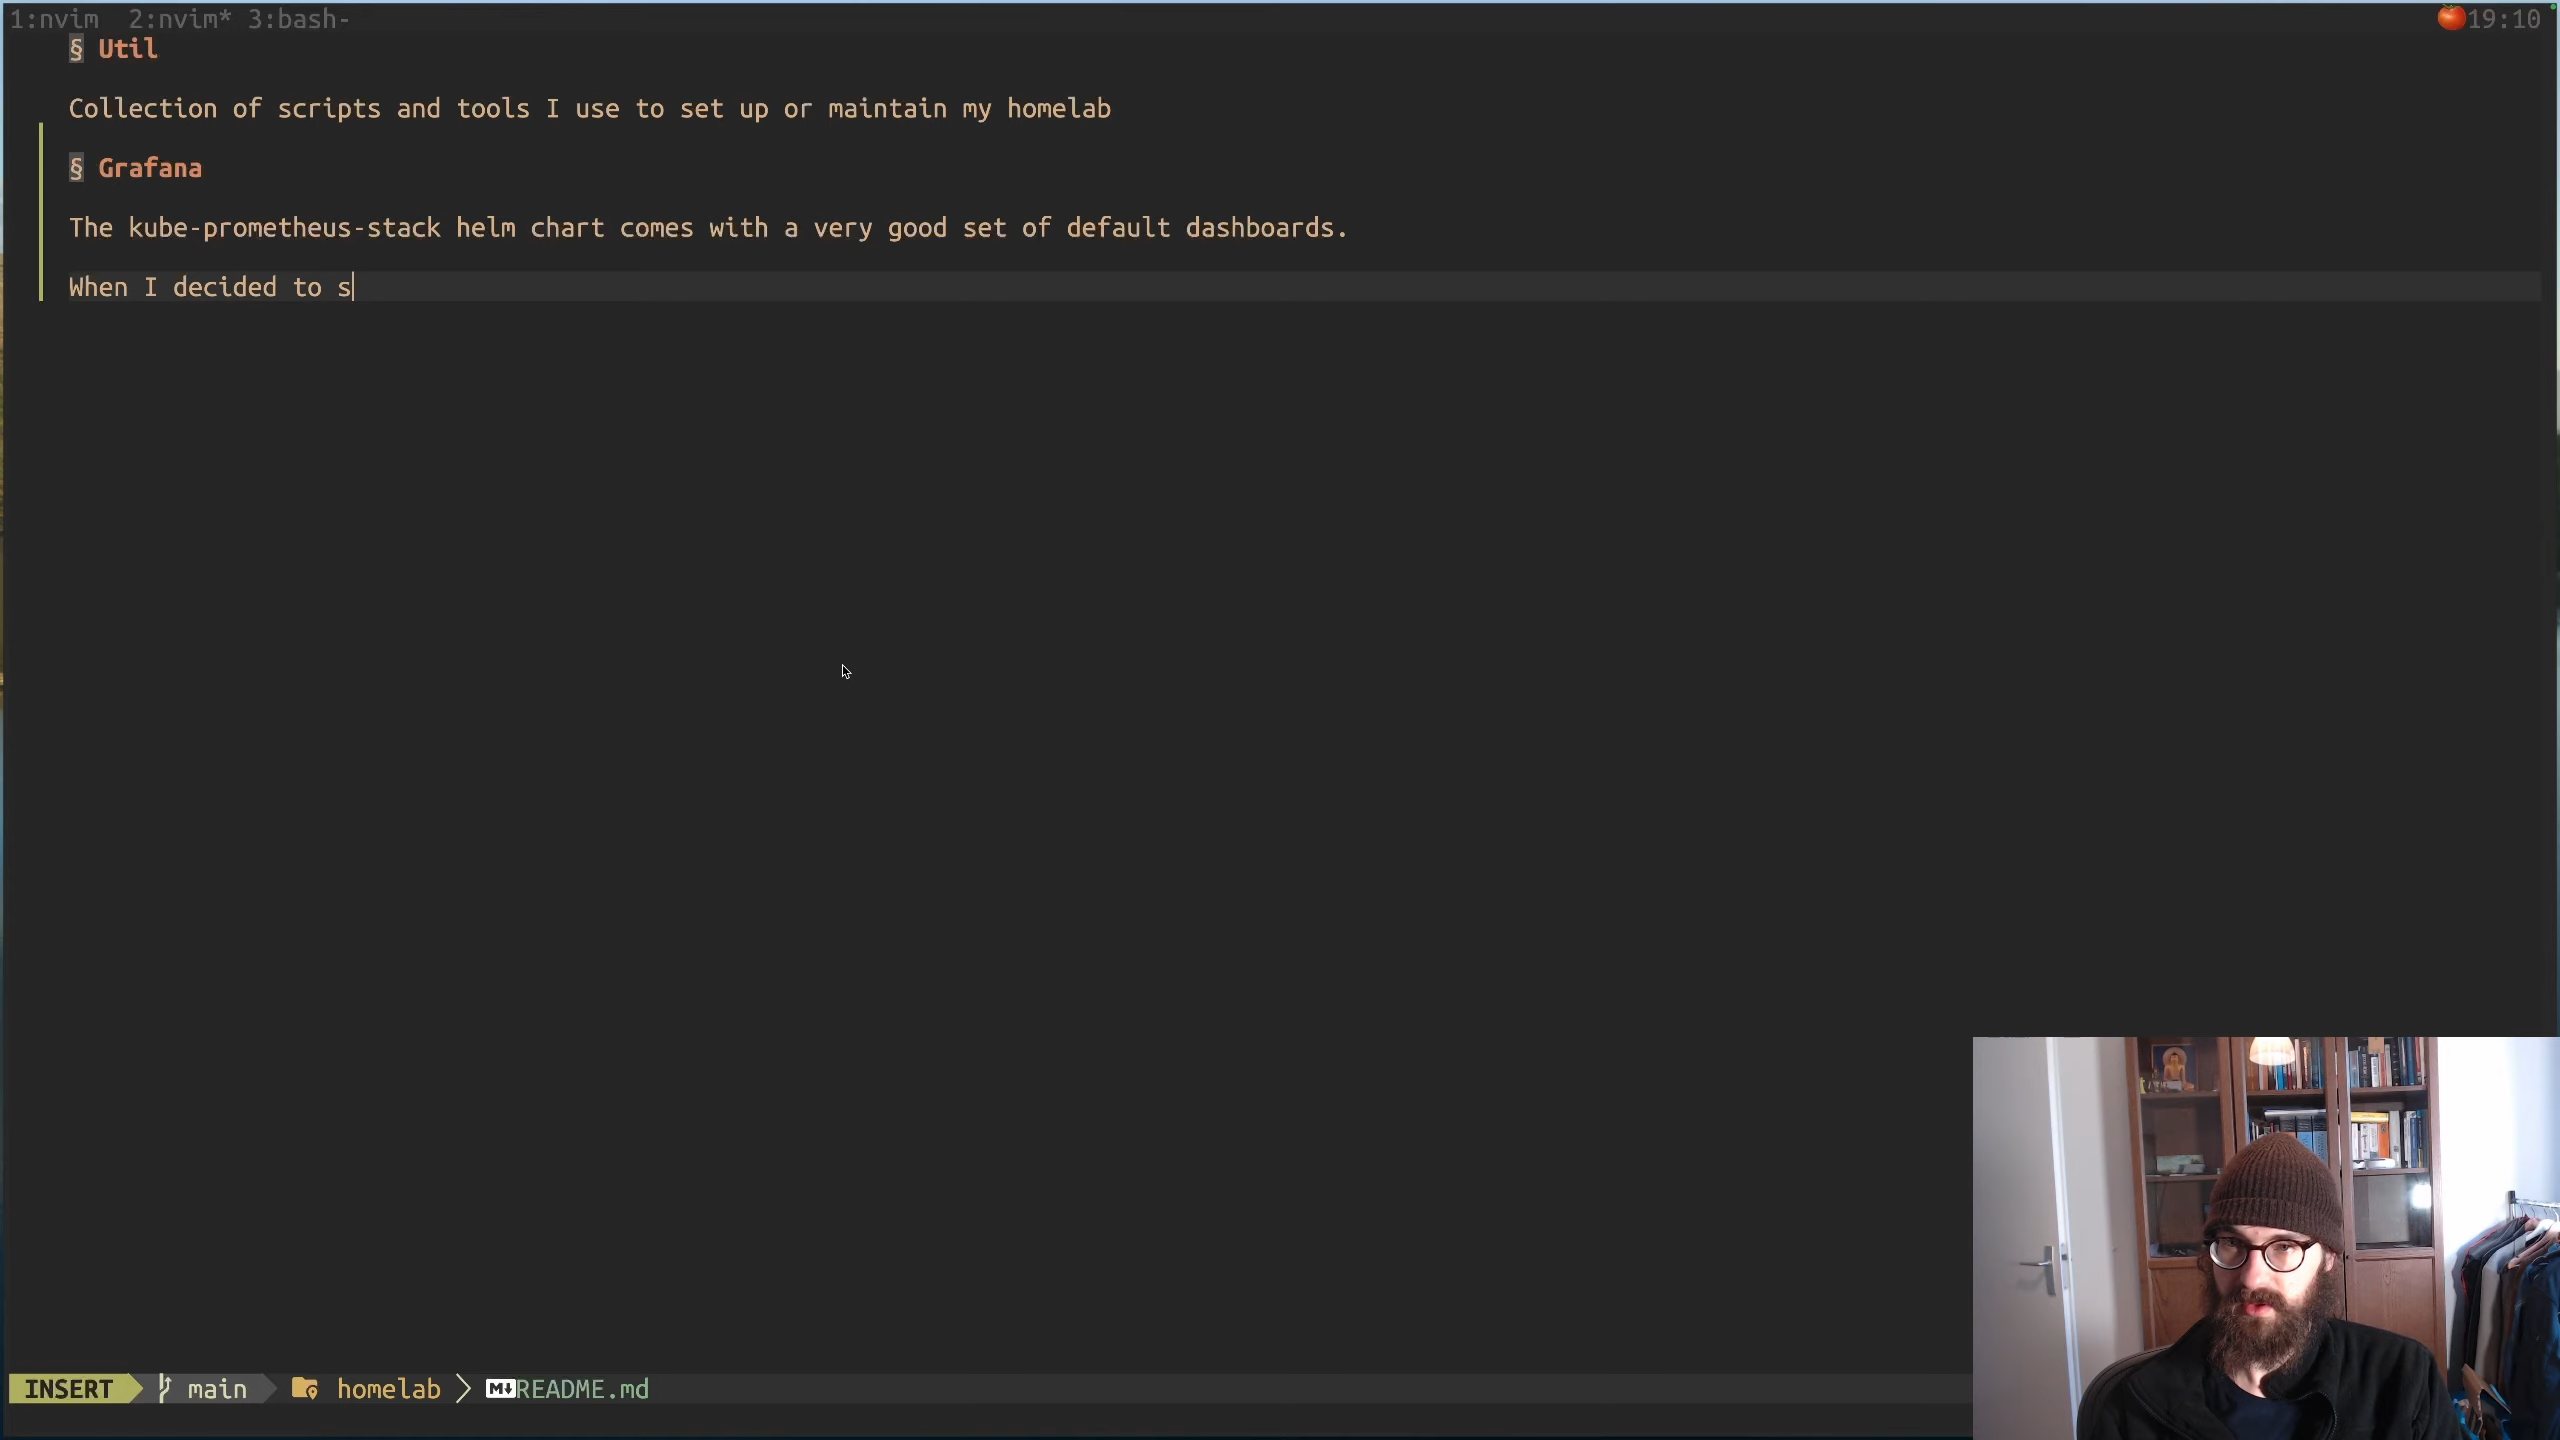 1:nvim  2:nvim* 3:bash-
19:10
§ Util
Collection of scripts and tools I use to set up or maintain my homelab
§ Grafana
The kube-prometheus-stack helm chart comes with a very good set of default dashboards.
When I decided to s
INSERT main homelab README.md